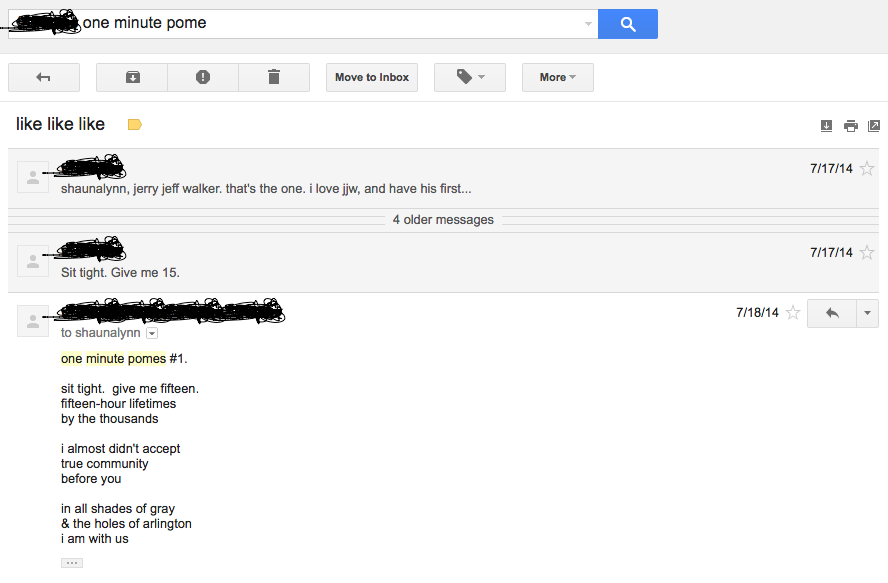 one minute pome
Move to Inbox
More
like like like
7/17/14
shaunalynn, jerry jeff walker. that's the one. i love jjw, and have his first...
4 older messages
7/17/14
Sit tight. Give me 15.
7/18/14
to shaunalynn
one minute pomes #1.
sit tight.  give me fifteen.
fifteen-hour lifetimes
by the thousands
i almost didn't accept
true community
before you
in all shades of gray
& the holes of arlington
i am with us